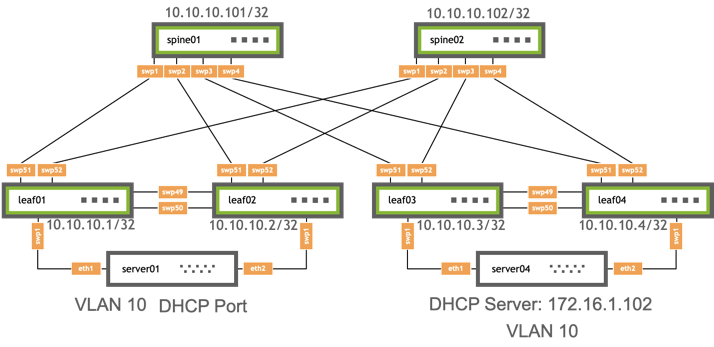 10.10.10.101/32 10.10.10.102/32
spine01 spine02
swp1 swp2 swp3 swp4 swp1 swp2 swp3 swp4
swp51 swp52 swp51 swp52 swp51 swp52 swp51 swp52
leaf01 swp49 leaf02 leaf03 swp49 leaf04
swp50 swp50
10.10.10.1/32 10.10.10.2/32 10.10.10.3/32 10.10.10.4/32
swp1 swp1 swp1 swp1
eth1 server01 eth2 eth1 server04 eth2
VLAN 10 DHCP Port DHCP Server: 172.16.1.102
VLAN 10